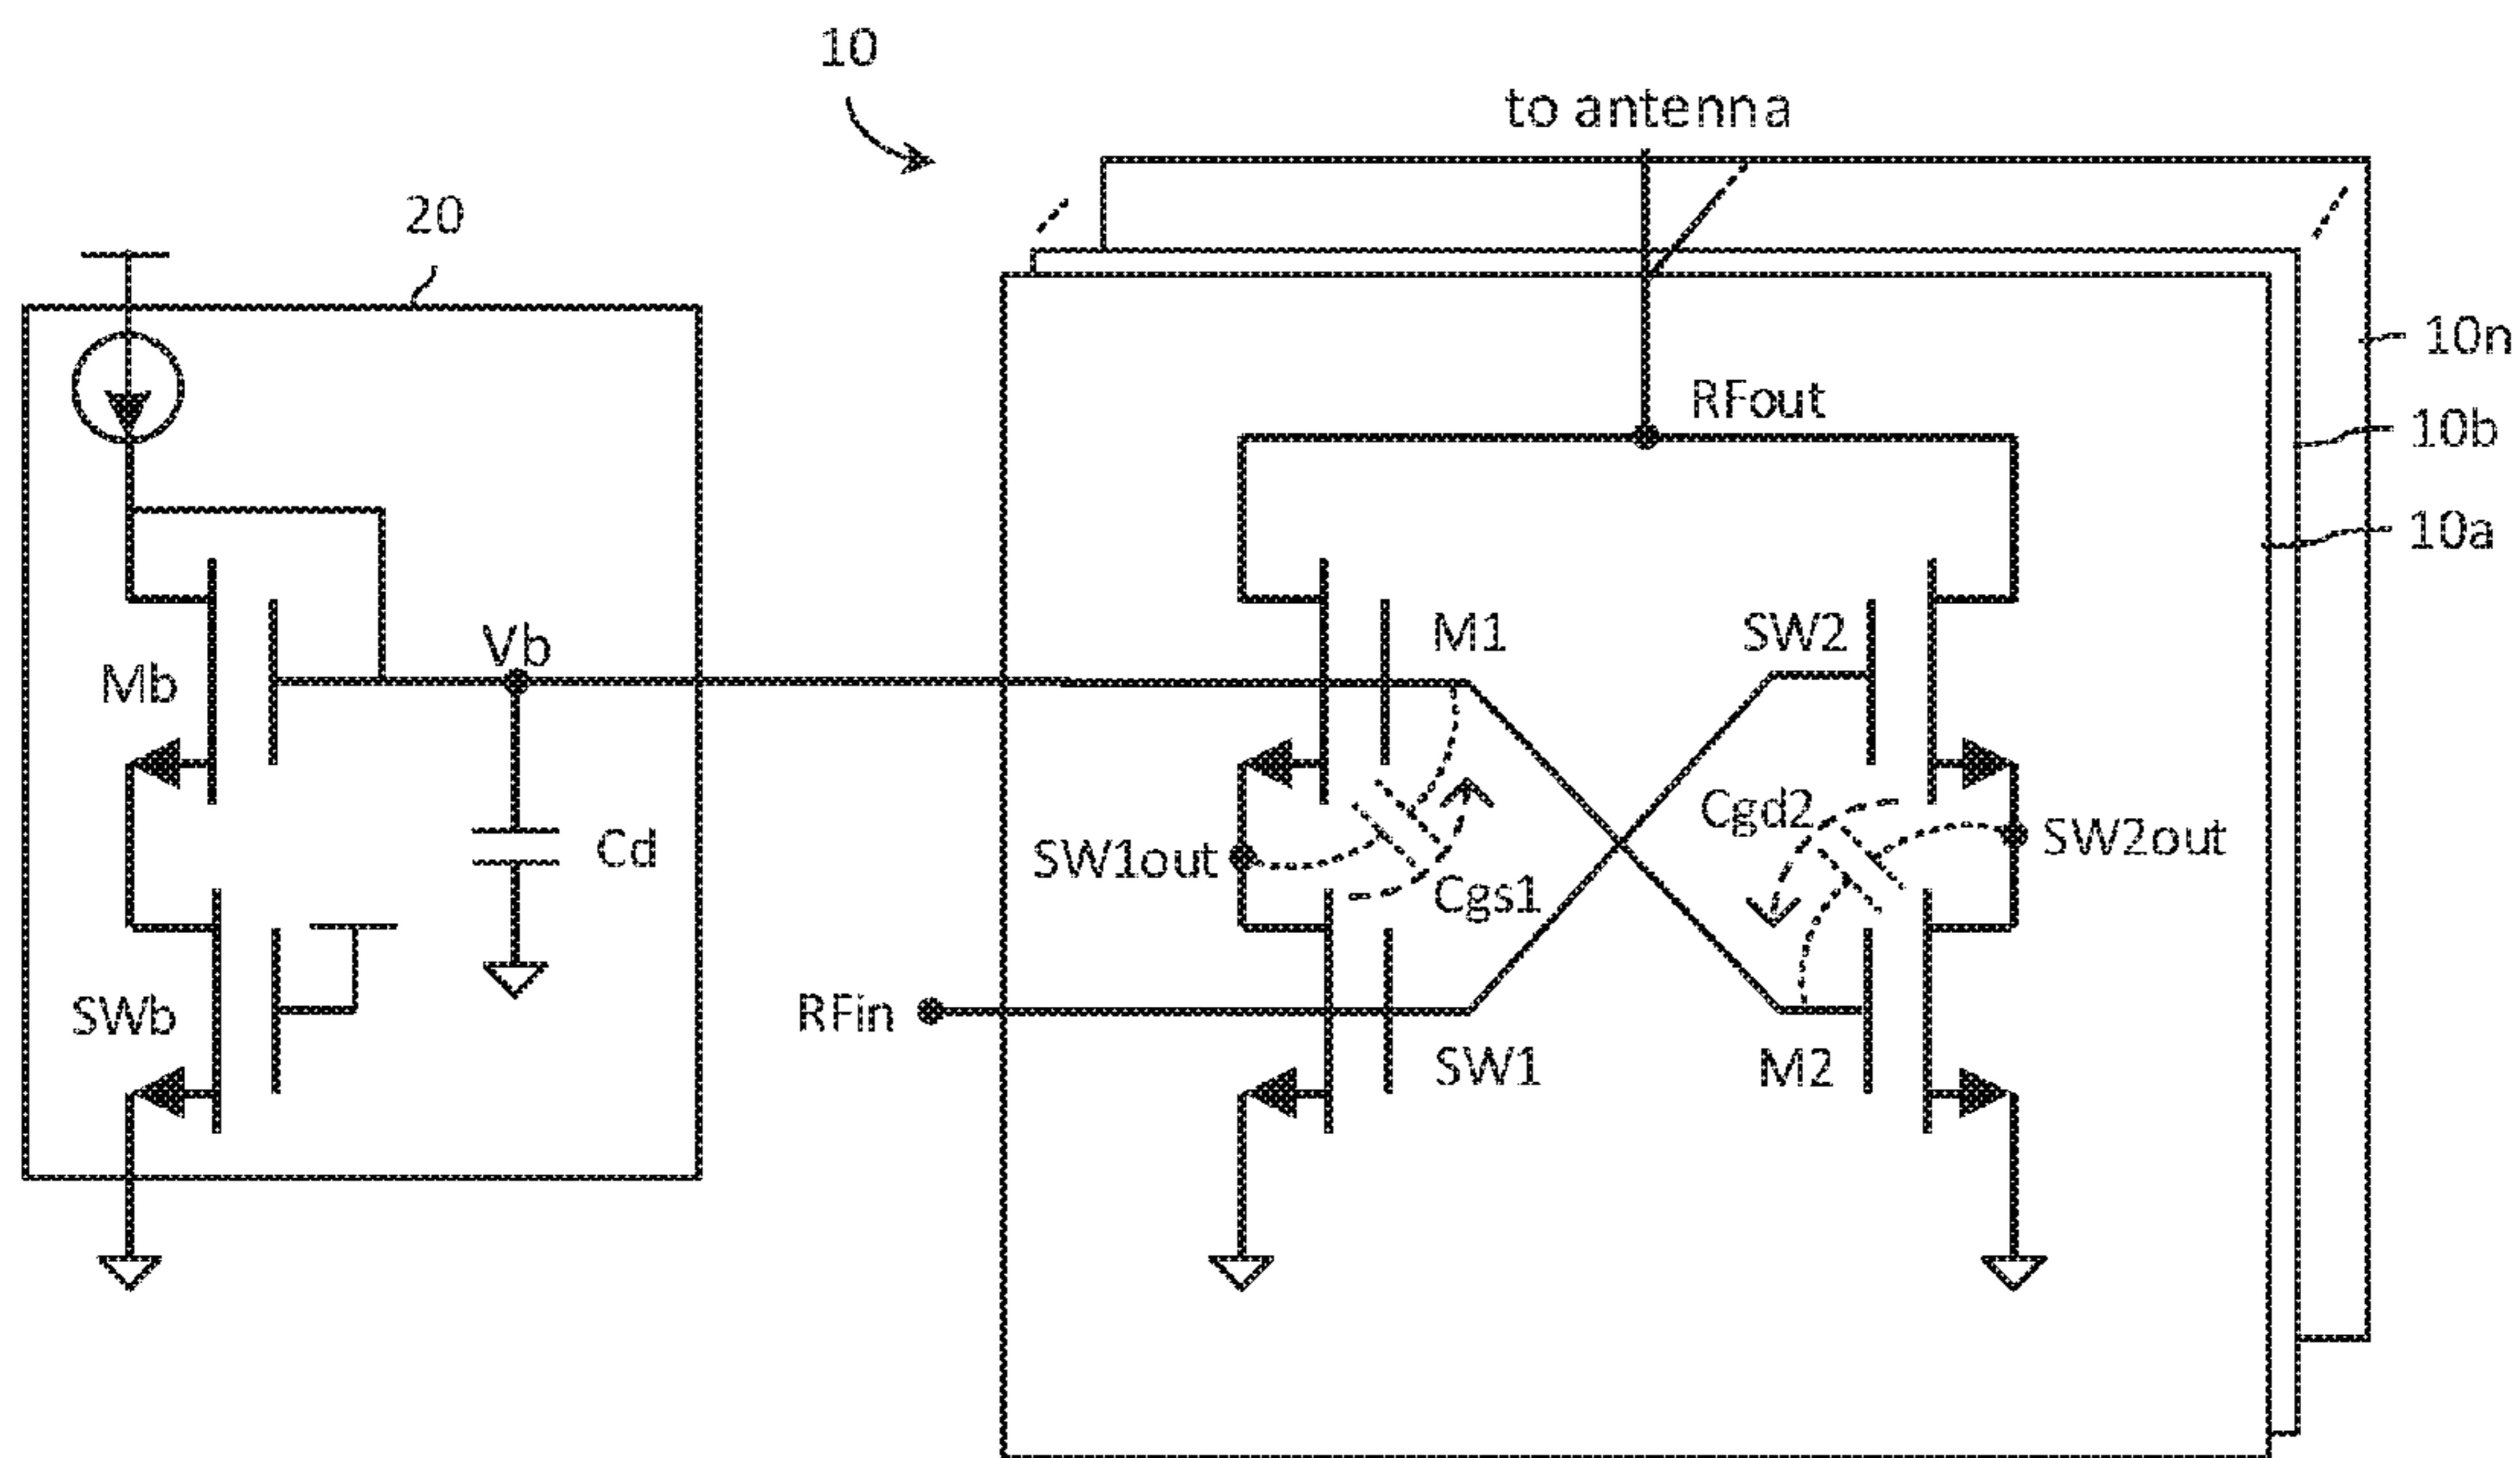 10
to antenna
20
10n
RFout
10b
10a
M1
SW2
Vb
Mb
Cgd2
SW2out
Cd
SW1out
Cgs1
SWb
RFin
SW1
M2